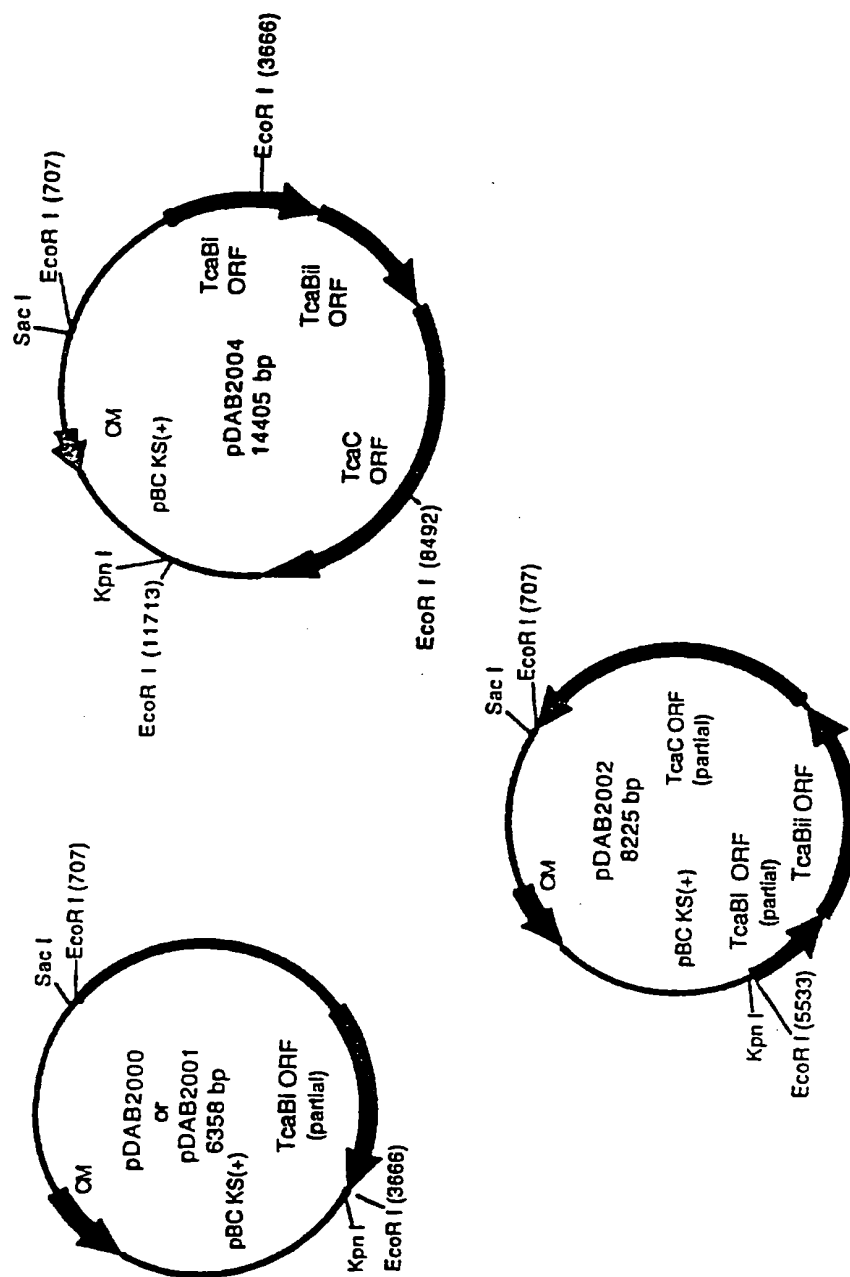 Sac I
EcoR I (707)
CM
pDAB2000
or
pDAB2001
6358 bp
pBC KS(+)
TcaBi ORF
(partial)
Kpn I
EcoR I (3666)
Sac I
EcoR I (707)
CM
pBC KS(+)
TcaBi
ORF
EcoR I (3666)
pDAB2004
14405 bp
TcaBii
ORF
TcaC
ORF
Kpn I
EcoR I (11713)
EcoR I (8492)
Sac I
EcoR I (707)
CM
pDAB2002
8225 bp
TcaC ORF
(partial)
pBC KS(+)
TcaBi ORF
(partial)
TcaBii ORF
Kpn I
EcoR I (5533)